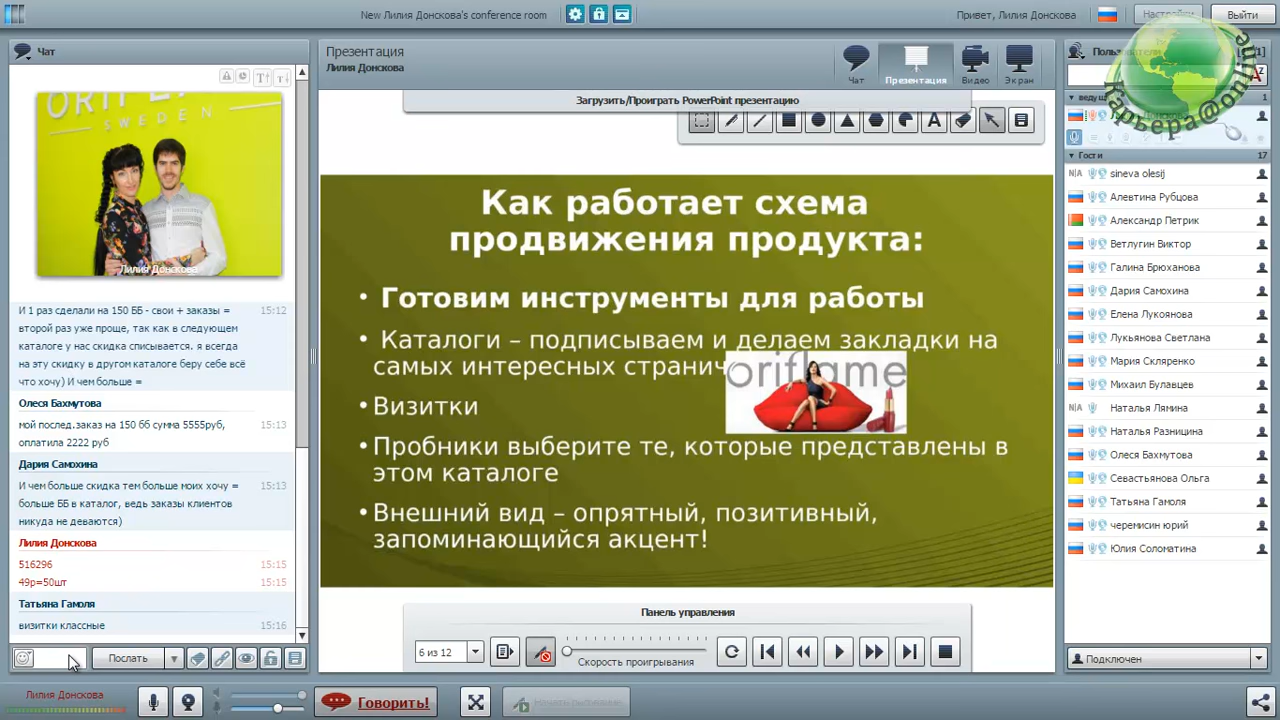 New Лилия Донскова's conference room
Привет, Лилия Донскова
Настройки
Выйти
Чат
ORIFLAME
SWEDEN
Лилия Донскова
И 1 раз сделали на 150 ББ - свои + заказы =
второй раз уже проще, так как в следующем
каталоге у нас скидка списывается. я всегда
на эту скидку в другом каталоге беру себе всё
что хочу) И чем больше =
15:12
Олеся Бахмутова
мой послед.заказ на 150 бб сумма 5555руб,
оплатила 2222 руб
15:13
Дария Самохина
И чем больше скидка тем больше моих хочу =
больше ББ в каталог, ведь заказы клиентов
никуда не деваются)
15:13
Лилия Донскова
516296
15:15
49р=50шт
15:15
Татьяна Гамоля
визитки классные
15:16
Послать
Лилия Донскова
Говорить!
Презентация
Лилия Донскова
Чат
Презентация
Видео
Экран
Загрузить/Проиграть PowerPoint презентацию
A
Как работает схема
продвижения продукта:
• Готовим инструменты для работы
• Каталоги – подписываем и делаем закладки на
самых интересных странич
oriflame
• Визитки
• Пробники выберите те, которые представлены в
этом каталоге
• Внешний вид – опрятный, позитивный,
запоминающийся акцент!
Панель управления
6 из 12
Скорость проигрывания
Пользователи
карьера@online
1
Гости
17
N/A
sineva olesij
Алевтина Рубцова
Александр Петрик
Ветлугин Виктор
Галина Брюханова
Дария Самохина
Елена Лукоянова
Лукьянова Светлана
Мария Скляренко
Михаил Булавцев
N/A
Наталья Лямина
Наталья Разницина
Олеся Бахмутова
Севастьянова Ольга
Татьяна Гамоля
черемисин юрий
Юлия Соломатина
Подключен